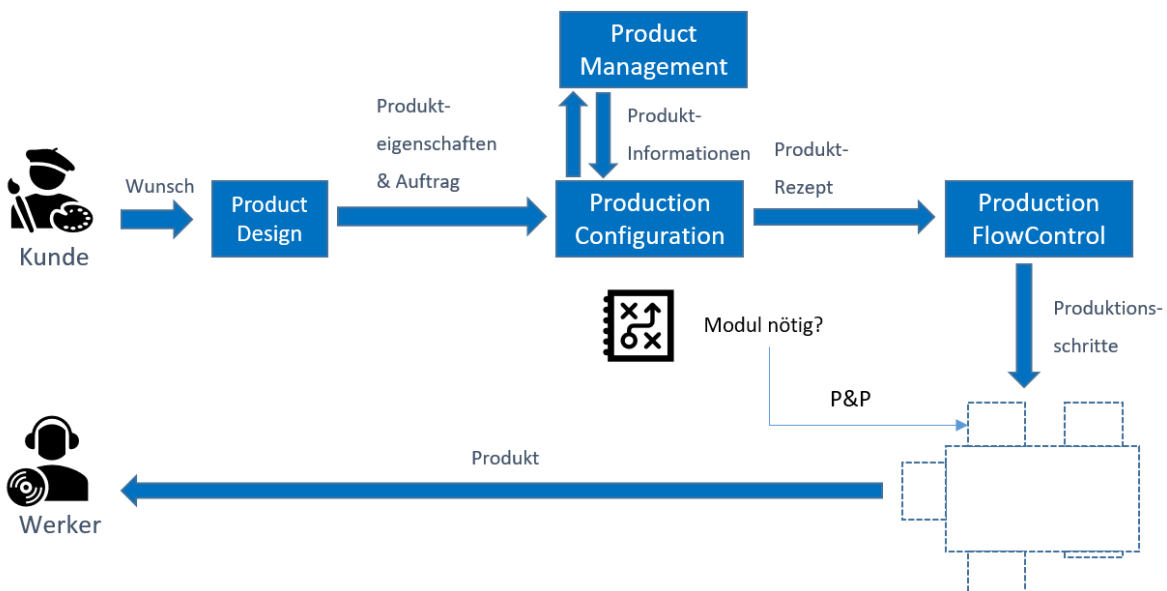 Product
Management
Produkt-
eigenschaften
& Auftrag
Produkt-
Informationen
Produkt-
Rezept
Wunsch
Product
Design
Production
Configuration
Production
FlowControl
Kunde
Modul nötig?
Produktions-
schritte
P&P
Produkt
Werker